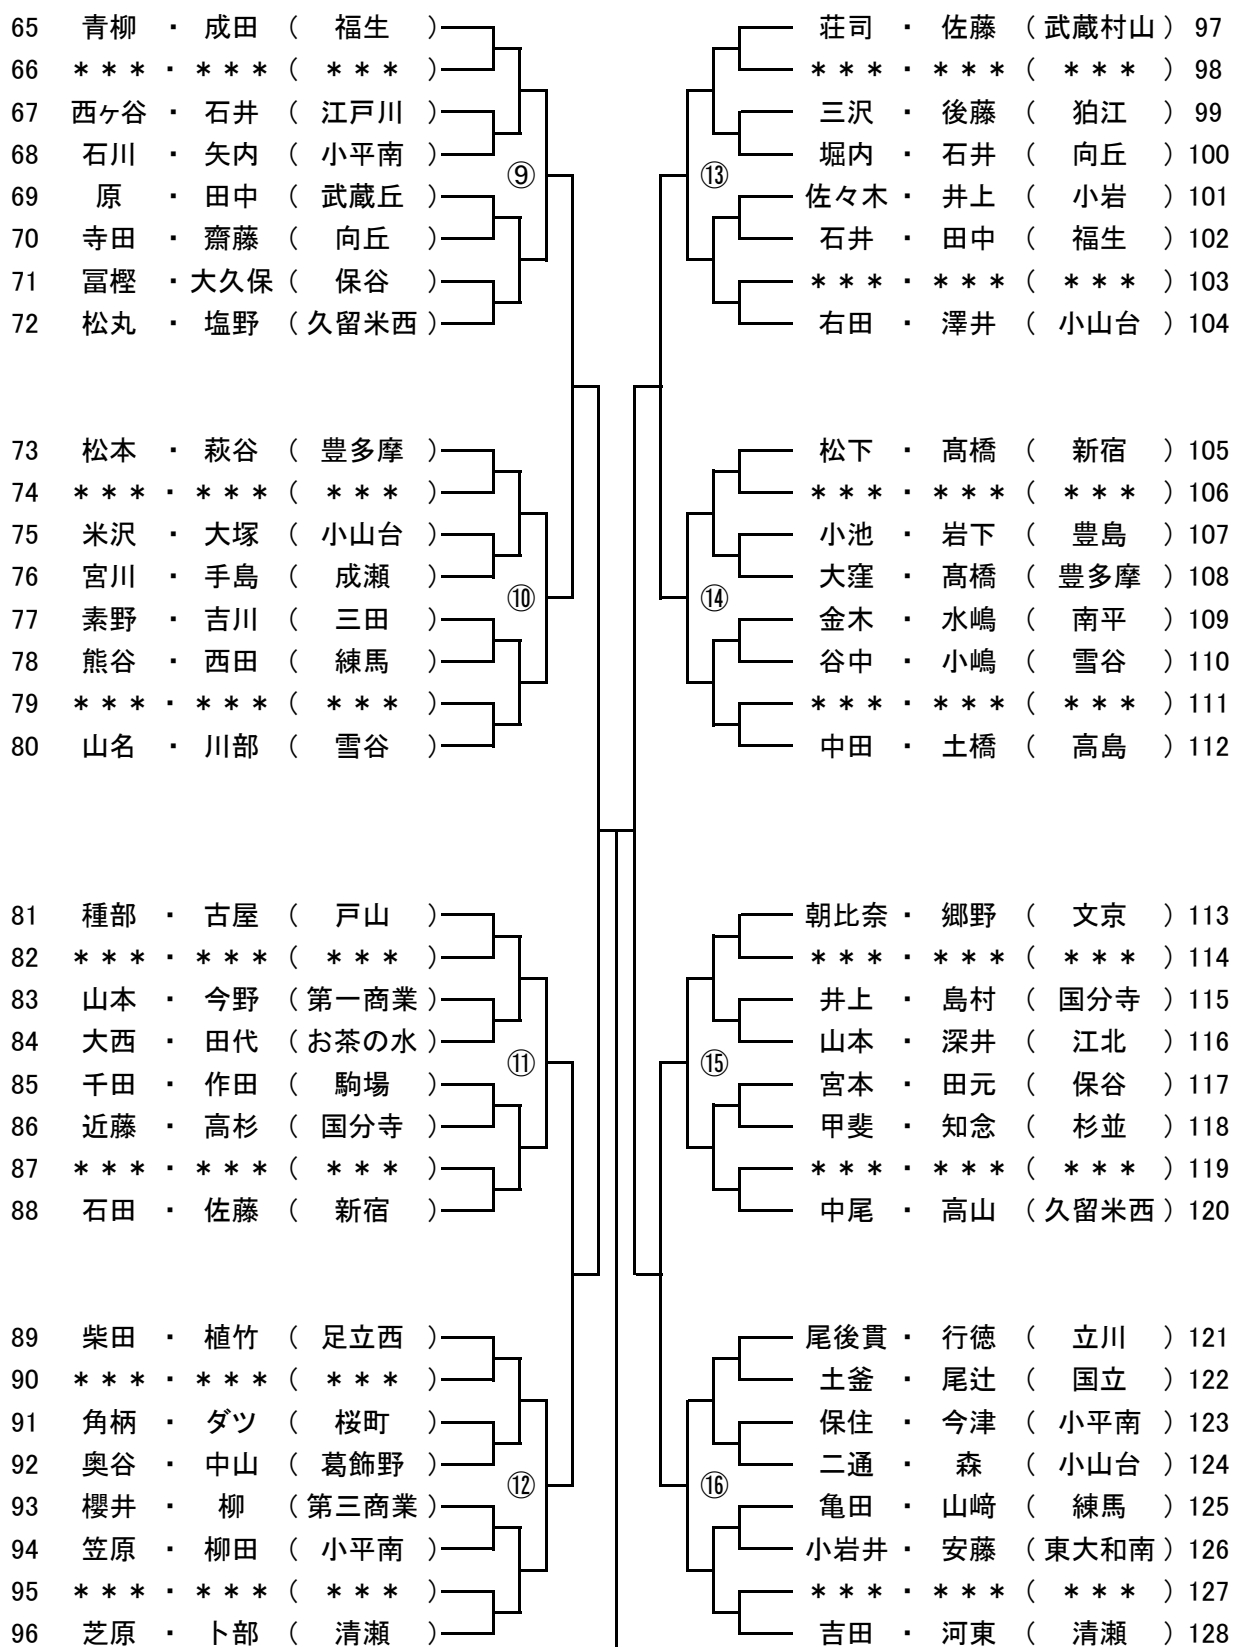 65 青柳 ・ 成田 ( 福生 )
66 *** ・ *** ( *** )
67 西ヶ谷 ・ 石井 ( 江戸川 )
68 石川 ・ 矢内 ( 小平南 )
⑨
69 原 ・ 田中 ( 武蔵丘 )
70 寺田 ・ 齋藤 ( 向丘 )
71 冨樫 ・ 大久保 ( 保谷 )
72 松丸 ・ 塩野 ( 久留米西 )
73 松本 ・ 萩谷 ( 豊多摩 )
74 *** ・ *** ( *** )
75 米沢 ・ 大塚 ( 小山台 )
76 宮川 ・ 手島 ( 成瀬 )
⑩
77 素野 ・ 吉川 ( 三田 )
78 熊谷 ・ 西田 ( 練馬 )
79 *** ・ *** ( *** )
80 山名 ・ 川部 ( 雪谷 )
81 種部 ・ 古屋 ( 戸山 )
82 *** ・ *** ( *** )
83 山本 ・ 今野 ( 第一商業 )
84 大西 ・ 田代 ( お茶の水 )
⑪
85 千田 ・ 作田 ( 駒場 )
86 近藤 ・ 高杉 ( 国分寺 )
87 *** ・ *** ( *** )
88 石田 ・ 佐藤 ( 新宿 )
89 柴田 ・ 植竹 ( 足立西 )
90 *** ・ *** ( *** )
91 角柄 ・ ダツ ( 桜町 )
92 奥谷 ・ 中山 ( 葛飾野 )
⑫
93 櫻井 ・ 柳 ( 第三商業 )
94 笠原 ・ 柳田 ( 小平南 )
95 *** ・ *** ( *** )
96 芝原 ・ 卜部 ( 清瀬 )
荘司 ・ 佐藤 ( 武蔵村山 ) 97
*** ・ *** ( *** ) 98
三沢 ・ 後藤 ( 狛江 ) 99
堀内 ・ 石井 ( 向丘 ) 100
⑬
佐々木 ・ 井上 ( 小岩 ) 101
石井 ・ 田中 ( 福生 ) 102
*** ・ *** ( *** ) 103
右田 ・ 澤井 ( 小山台 ) 104
松下 ・ 髙橋 ( 新宿 ) 105
*** ・ *** ( *** ) 106
小池 ・ 岩下 ( 豊島 ) 107
大窪 ・ 髙橋 ( 豊多摩 ) 108
⑭
金木 ・ 水嶋 ( 南平 ) 109
谷中 ・ 小嶋 ( 雪谷 ) 110
*** ・ *** ( *** ) 111
中田 ・ 土橋 ( 高島 ) 112
朝比奈 ・ 郷野 ( 文京 ) 113
*** ・ *** ( *** ) 114
井上 ・ 島村 ( 国分寺 ) 115
山本 ・ 深井 ( 江北 ) 116
⑮
宮本 ・ 田元 ( 保谷 ) 117
甲斐 ・ 知念 ( 杉並 ) 118
*** ・ *** ( *** ) 119
中尾 ・ 高山 ( 久留米西 ) 120
尾後貫 ・ 行徳 ( 立川 ) 121
土釜 ・ 尾辻 ( 国立 ) 122
保住 ・ 今津 ( 小平南 ) 123
二通 ・ 森 ( 小山台 ) 124
⑯
亀田 ・ 山﨑 ( 練馬 ) 125
小岩井 ・ 安藤 ( 東大和南 ) 126
*** ・ *** ( *** ) 127
吉田 ・ 河東 ( 清瀬 ) 128